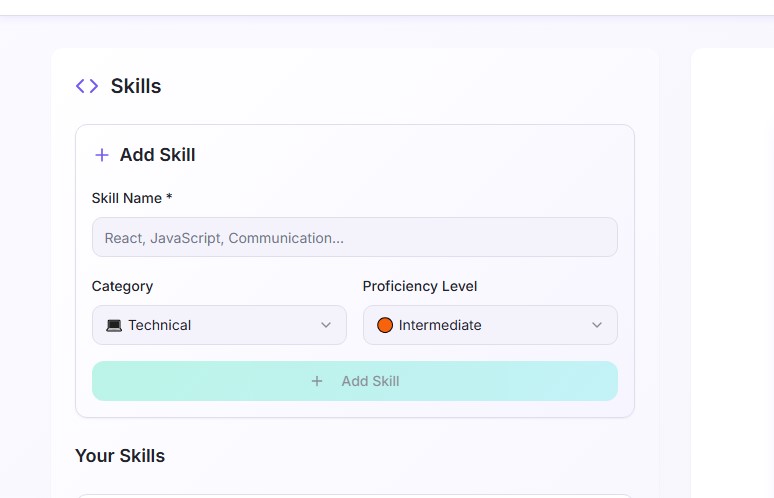 Skills
Add Skill
Skill Name *
React, JavaScript, Communication...
Category
Proficiency Level
Technical
Intermediate
Add Skill
Your Skills